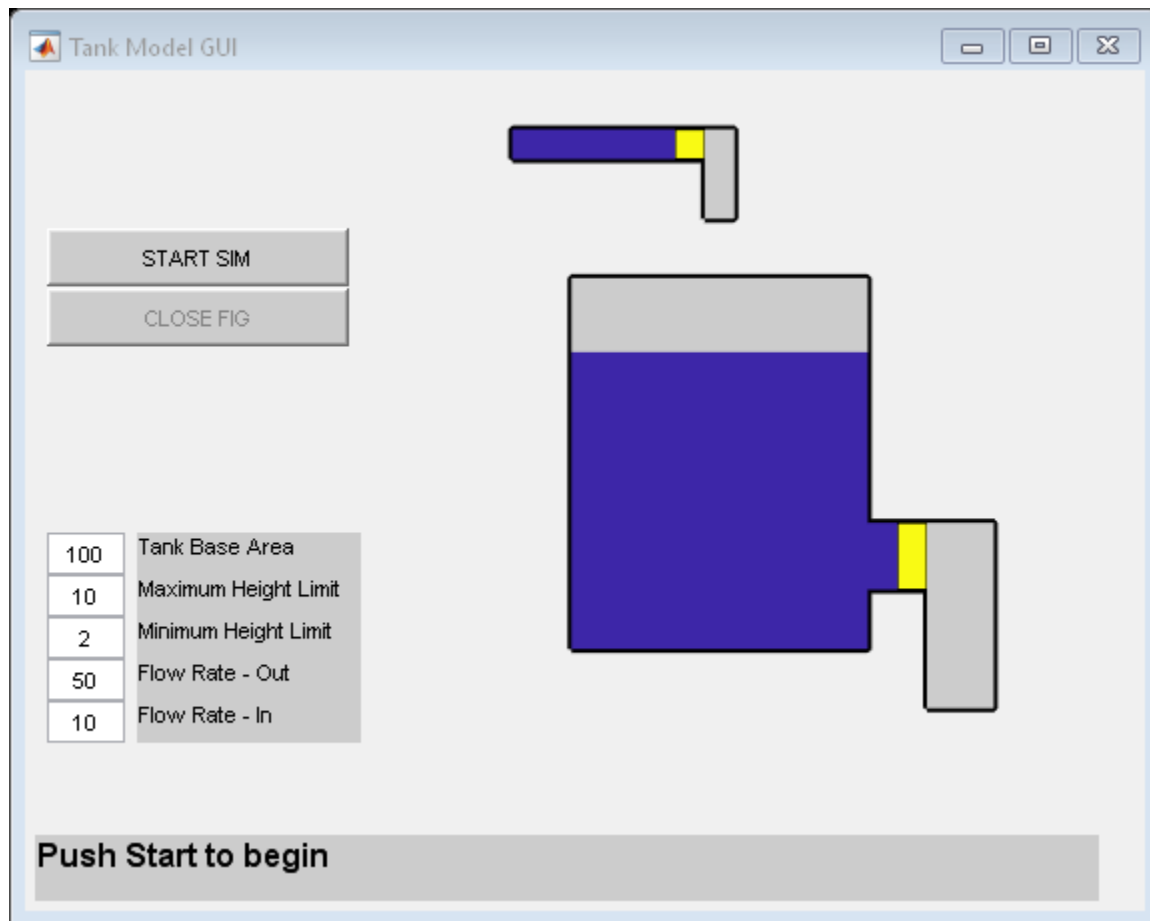 Tank Model GUI
START SIM
CLOSE FIG
100 Tank Base Area
10 Maximum Height Limit
2 Minimum Height Limit
50 Flow Rate - Out
10 Flow Rate - In
Push Start to begin